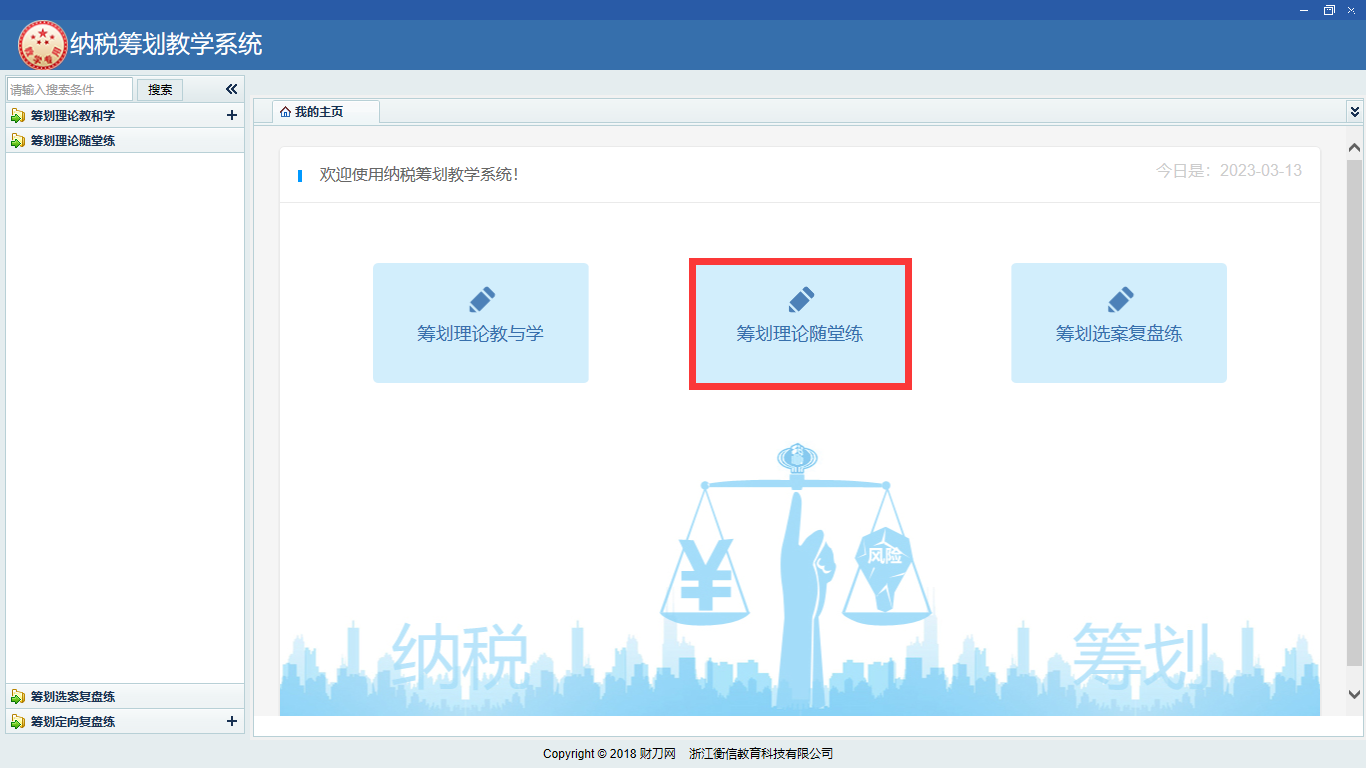 纳税筹划教学系统
请输入搜索条件 搜索
筹划理论教和学
筹划理论随堂练
筹划选案复盘练
筹划定向复盘练
我的主页
欢迎使用纳税筹划教学系统!
今日是：2023-03-13
筹划理论教与学
筹划理论随堂练
筹划选案复盘练
¥
风险
纳税
筹划
Copyright © 2018 财刀网 浙江衡信教育科技有限公司